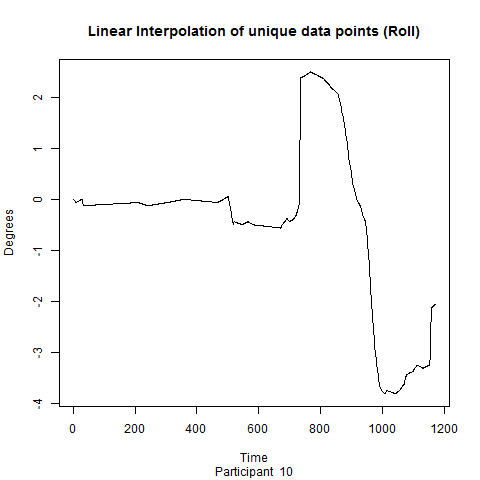 Linear Interpolation of unique data points (Roll)
Degrees
2
1
0
-1
-2
-3
-4
0 200 400 600 800 1000 1200
Time
Participant 10